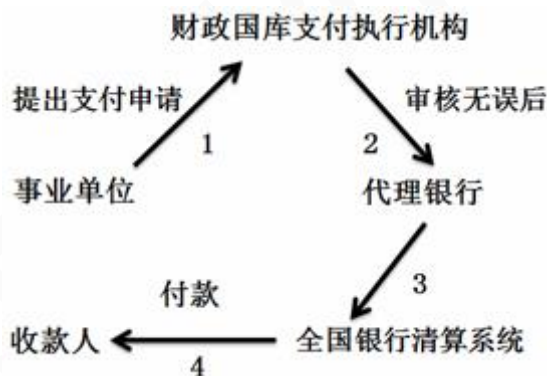 财政国库支付执行机构
提出支付申请
审核无误后
1
2
事业单位
代理银行
3
付款
收款人
全国银行清算系统
4